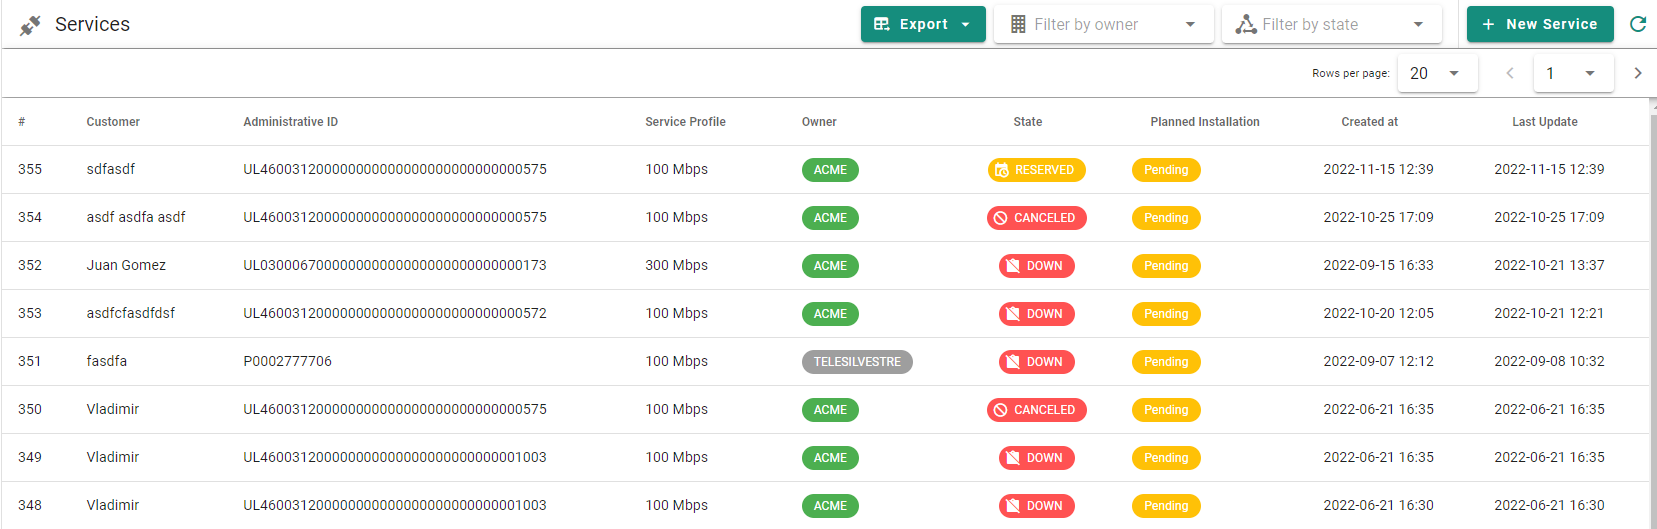 Services Export Filter by owner Filter by state + New Service
Rows per page: 20 1
# Customer Administrative ID Service Profile Owner State Planned Installation Created at Last Update
355 sdfasdf UL46003120000000000000000000000000000575 100 Mbps ACME RESERVED Pending 2022-11-15 12:39 2022-11-15 12:39
354 asdf asdfa asdf UL46003120000000000000000000000000000575 100 Mbps ACME CANCELED Pending 2022-10-25 17:09 2022-10-25 17:09
352 Juan Gomez UL03000670000000000000000000000000000173 300 Mbps ACME DOWN Pending 2022-09-15 16:33 2022-10-21 13:37
353 asdfcfasdfdsf UL46003120000000000000000000000000000572 100 Mbps ACME DOWN Pending 2022-10-20 12:05 2022-10-21 12:21
351 fasdfa P0002777706 100 Mbps TELESILVESTRE DOWN Pending 2022-09-07 12:12 2022-09-08 10:32
350 Vladimir UL46003120000000000000000000000000000575 100 Mbps ACME CANCELED Pending 2022-06-21 16:35 2022-06-21 16:35
349 Vladimir UL46003120000000000000000000000000001003 100 Mbps ACME DOWN Pending 2022-06-21 16:35 2022-06-21 16:35
348 Vladimir UL46003120000000000000000000000000001003 100 Mbps ACME DOWN Pending 2022-06-21 16:30 2022-06-21 16:30